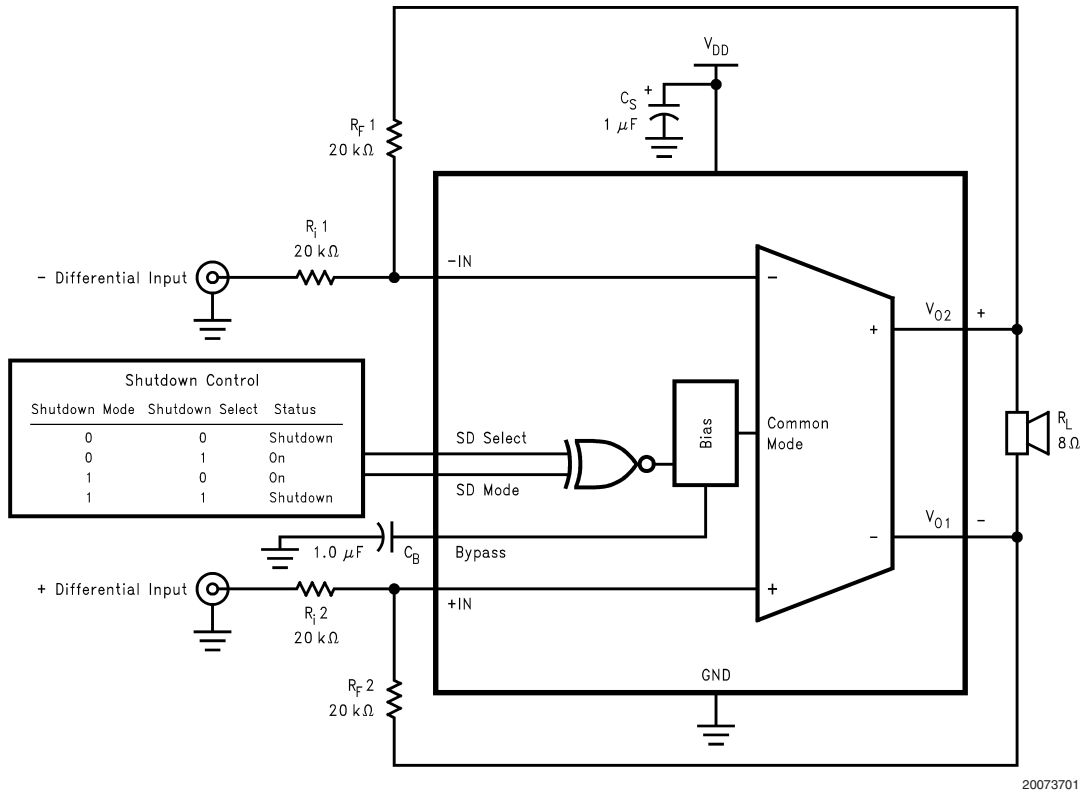 V_DD
+
C_S
1 μF
R_F 1
20 kΩ
R_i 1
20 kΩ
-IN
- Differential Input
-
V_O2 +
+
Shutdown Control
Shutdown Mode Shutdown Select Status
0 0 Shutdown
0 1 On
1 0 On
1 1 Shutdown
SD Select
SD Mode
Bias
Common
Mode
R_L
8 Ω
V_O1 -
-
1.0 μF C_B Bypass
+ Differential Input
+
+IN
R_i 2
20 kΩ
R_F 2
20 kΩ
GND
20073701